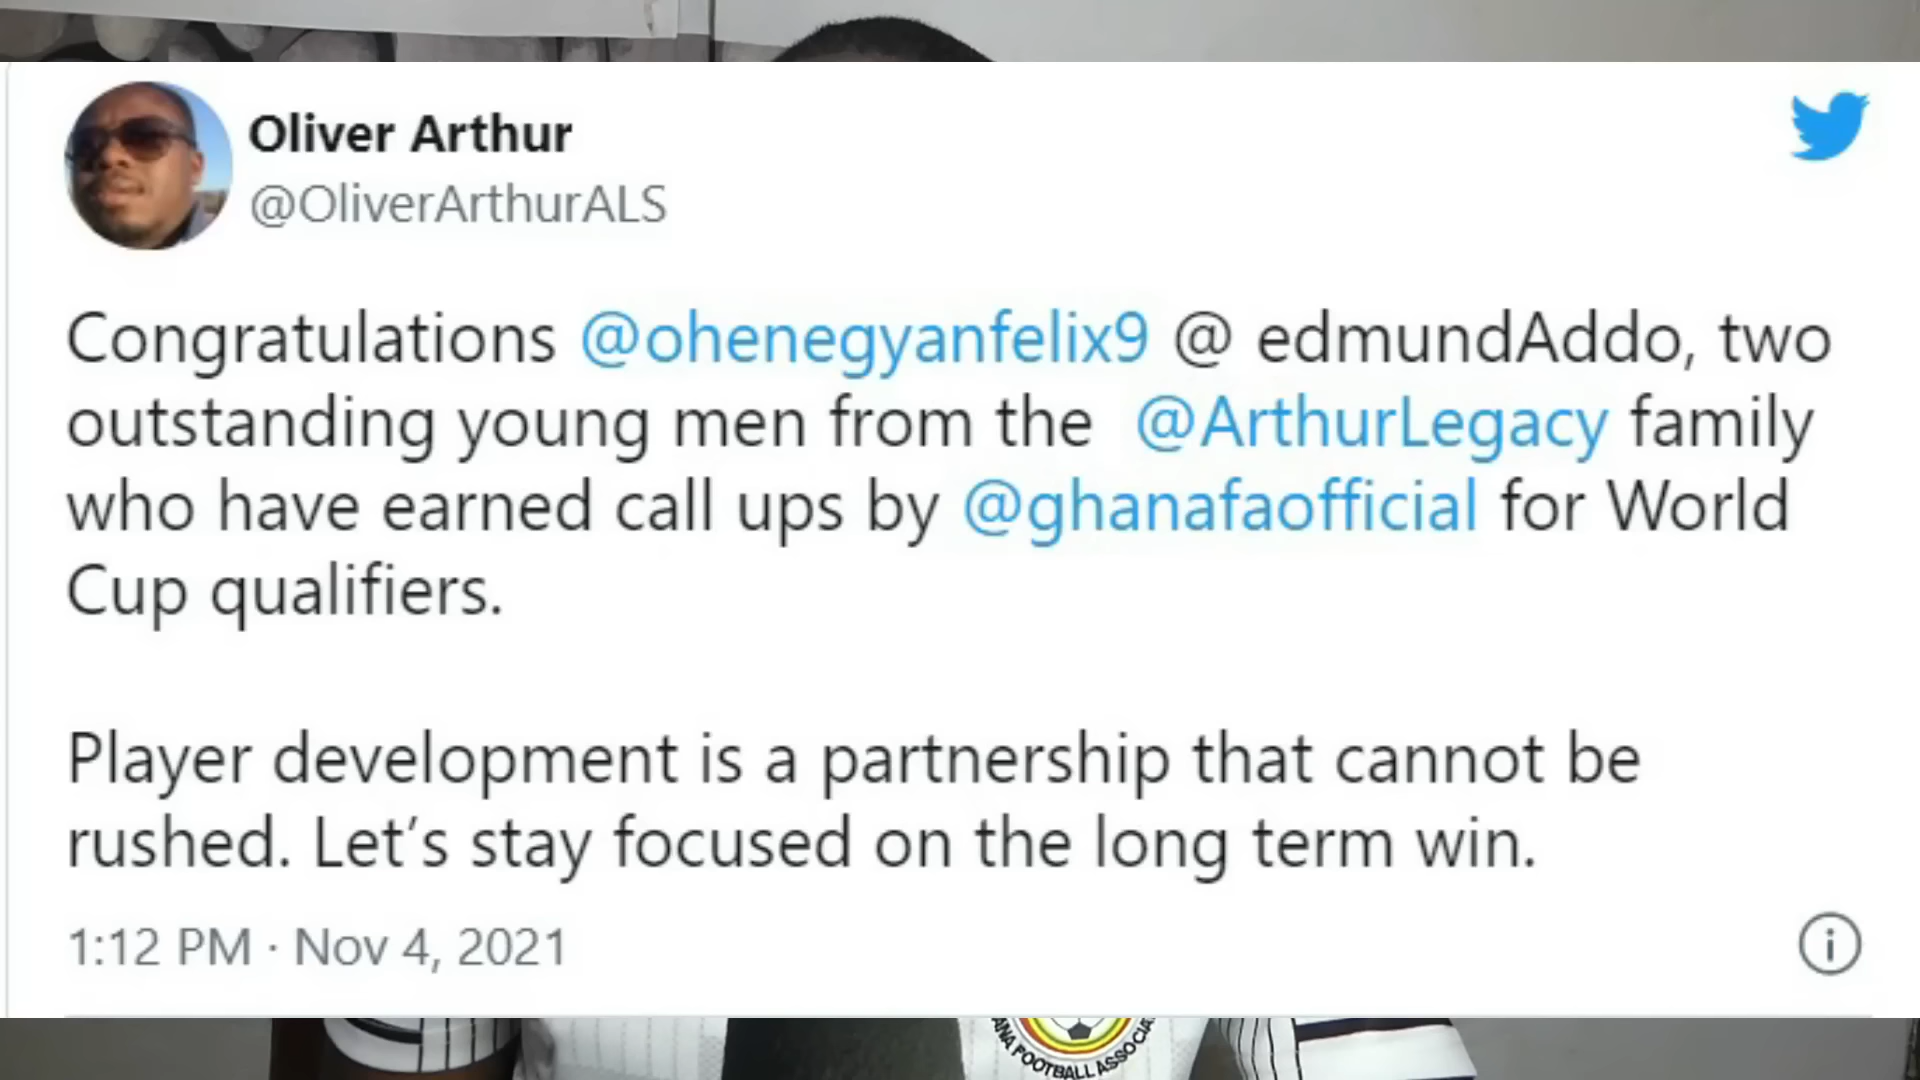 Oliver Arthur
@OliverArthurALS
Congratulations @ohenegyanfelix9 @ edmundAddo, two
outstanding young men from the @ArthurLegacy family
who have earned call ups by @ghanafaofficial for World
Cup qualifiers.
Player development is a partnership that cannot be
rushed. Let’s stay focused on the long term win.
1:12 PM · Nov 4, 2021
FOOTBALL